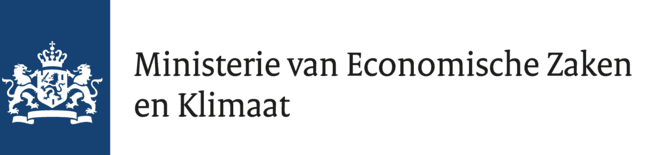 Ministerie van Economische Zaken
en Klimaat